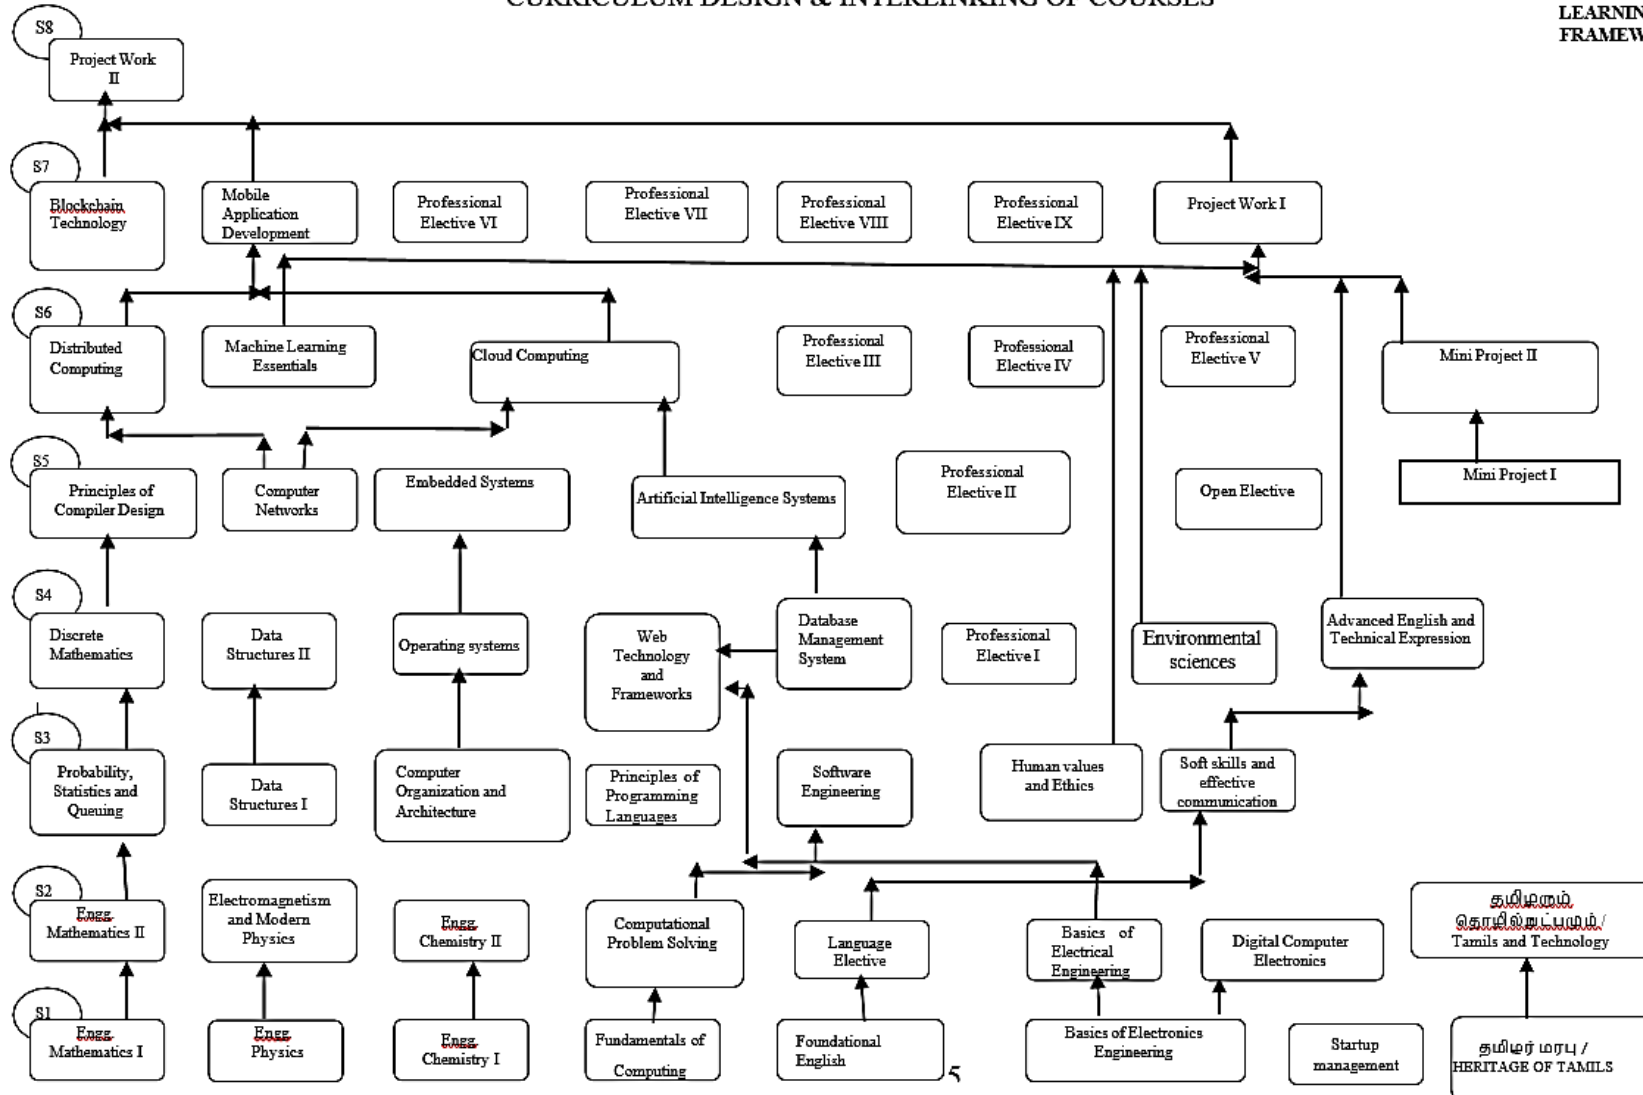 CURRICULUM DESIGN & INTERLINKING OF COURSES
LEARNIN
FRAMEW
S8
Project Work
II
S7
Blockchain
Technology
Mobile
Application
Development
Professional
Elective VI
Professional
Elective VII
Professional
Elective VIII
Professional
Elective IX
Project Work I
S6
Distributed
Computing
Machine Learning
Essentials
Cloud Computing
Professional
Elective III
Professional
Elective IV
Professional
Elective V
Mini Project II
S5
Principles of
Compiler Design
Computer
Networks
Embedded Systems
Artificial Intelligence Systems
Professional
Elective II
Open Elective
Mini Project I
S4
Discrete
Mathematics
Data
Structures II
Operating systems
Web
Technology
and
Frameworks
Database
Management
System
Professional
Elective I
Environmental
sciences
Advanced English and
Technical Expression
S3
Probability,
Statistics and
Queuing
Data
Structures I
Computer
Organization and
Architecture
Principles of
Programming
Languages
Software
Engineering
Human values
and Ethics
Soft skills and
effective
communication
S2
Engg.
Mathematics II
Electromagnetism
and Modern
Physics
Engg.
Chemistry II
Computational
Problem Solving
Language
Elective
Basics of
Electrical
Engineering
Digital Computer
Electronics
தமிழரும்
தொழில்நுட்பமும்/
Tamils and Technology
S1
Engg.
Mathematics I
Engg.
Physics
Engg.
Chemistry I
Fundamentals of
Computing
Foundational
English
5
Basics of Electronics
Engineering
Startup
management
தமிழர் மரபு /
HERITAGE OF TAMILS